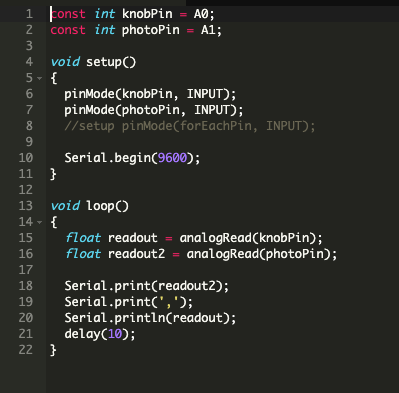 1 const int knobPin = A0;
2 const int photoPin = A1;
3
4 void setup()
5 {
6   pinMode(knobPin, INPUT);
7   pinMode(photoPin, INPUT);
8   //setup pinMode(forEachPin, INPUT);
9
10   Serial.begin(9600);
11 }
12
13 void loop()
14 {
15   float readout = analogRead(knobPin);
16   float readout2 = analogRead(photoPin);
17
18   Serial.print(readout2);
19   Serial.print(',');
20   Serial.println(readout);
21   delay(10);
22 }